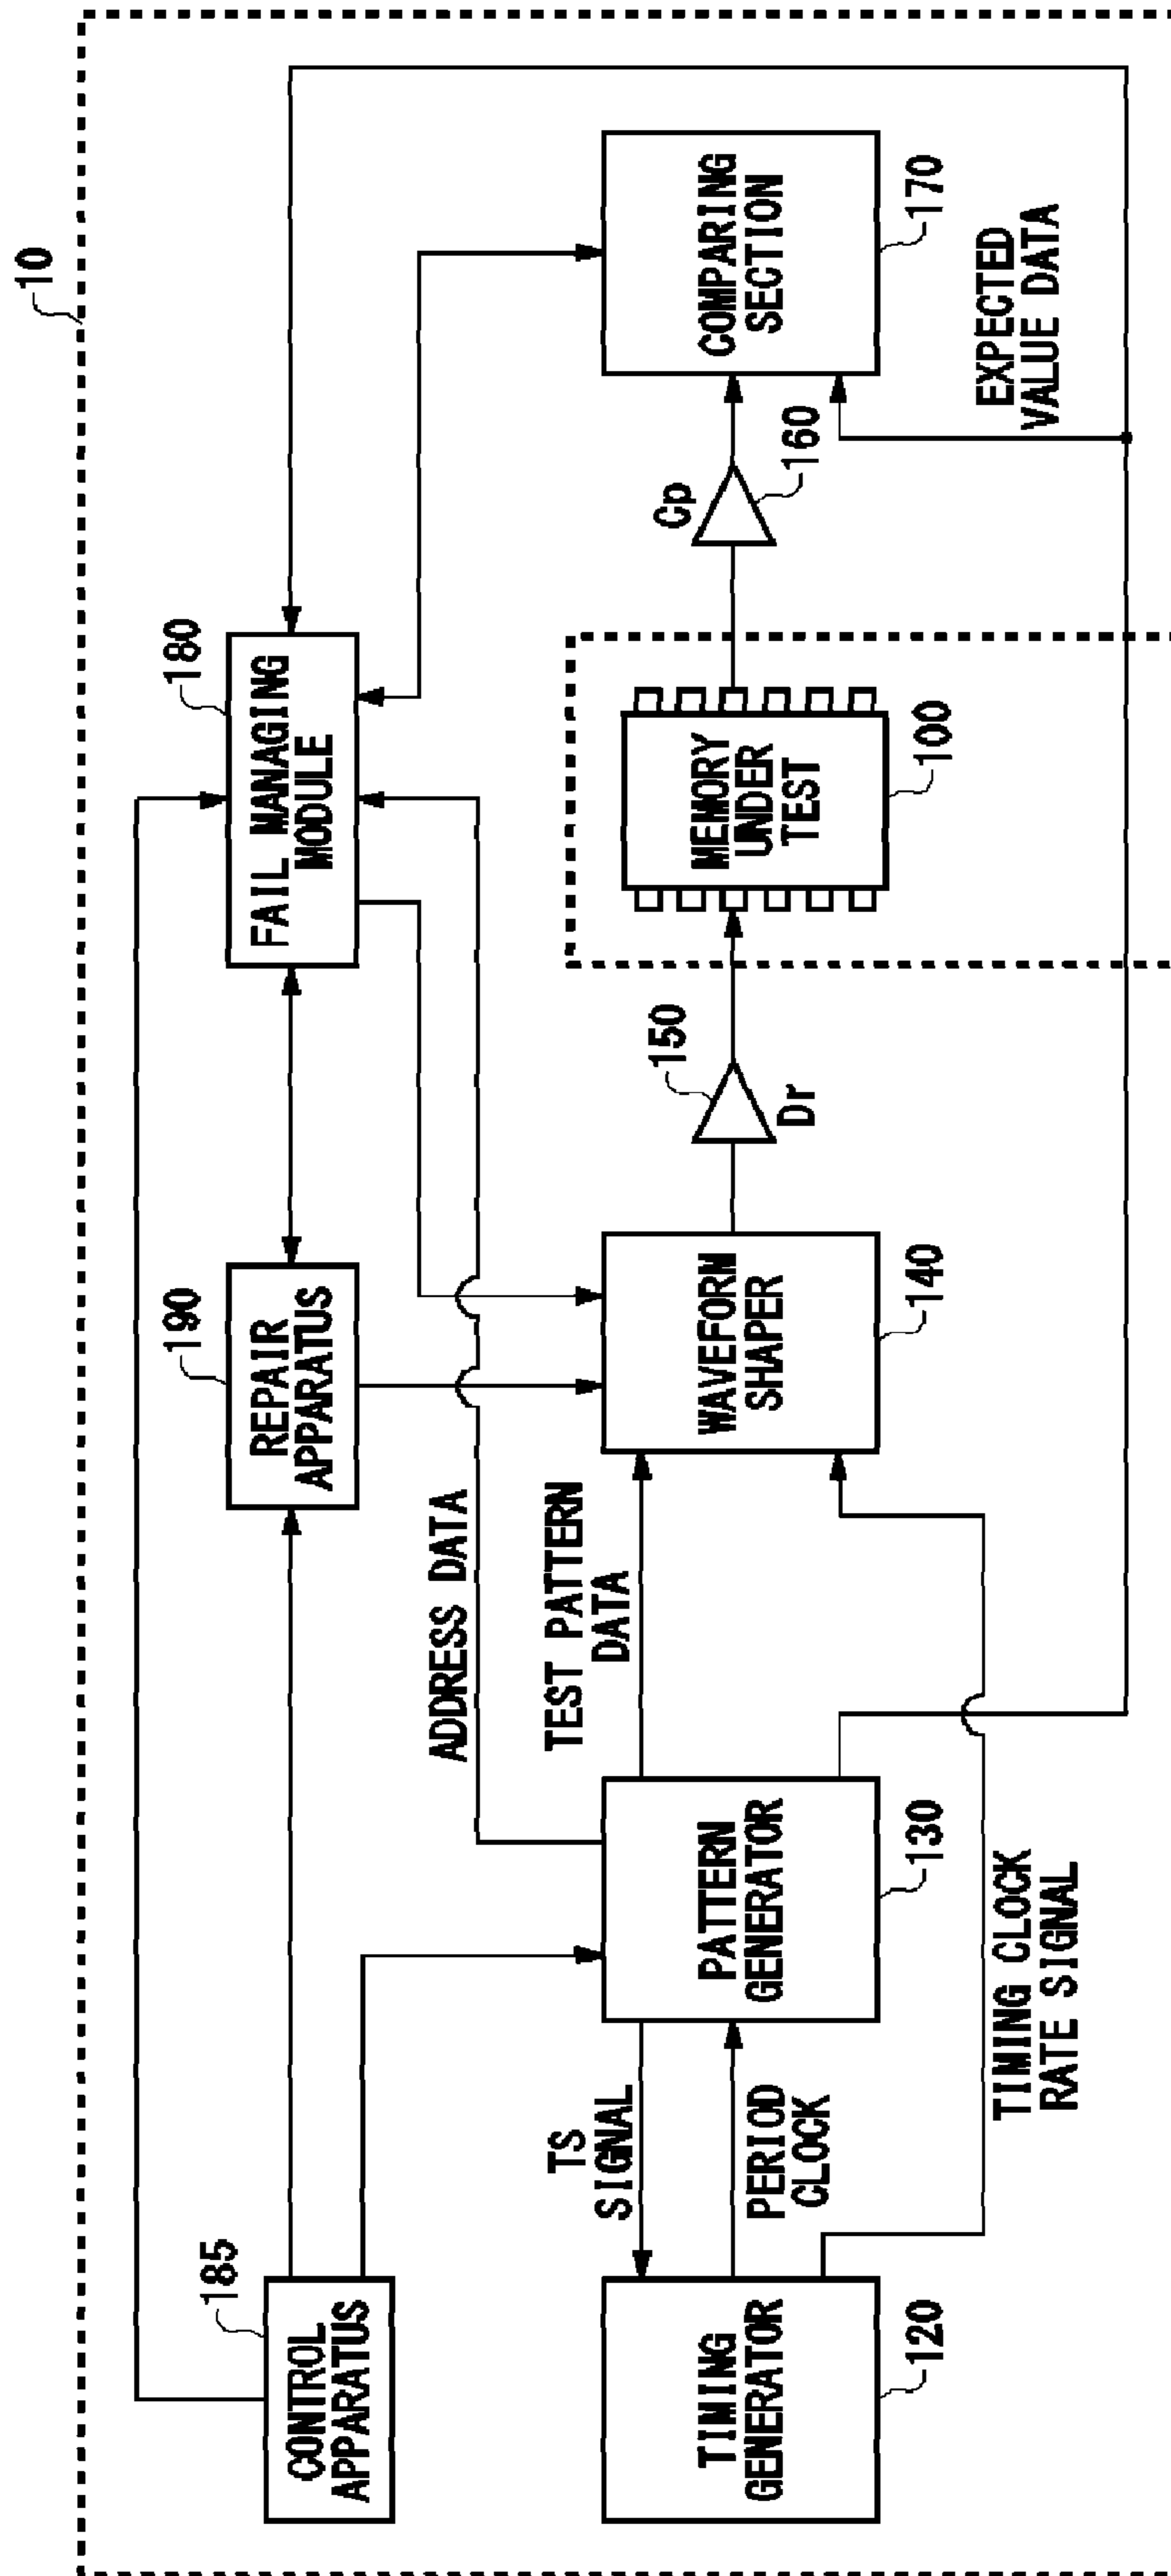 10
185
CONTROL
APPARATUS
190
REPAIR
APPARATUS
180
FAIL MANAGING
MODULE
ADDRESS DATA
TS
SIGNAL
PERIOD
CLOCK
TEST PATTERN
DATA
TIMING
GENERATOR
120
PATTERN
GENERATOR
130
WAVEFORM
SHAPER
140
150
Dr
MEMORY
UNDER
TEST
100
Cp
160
COMPARING
SECTION
170
TIMING CLOCK
RATE SIGNAL
EXPECTED
VALUE DATA